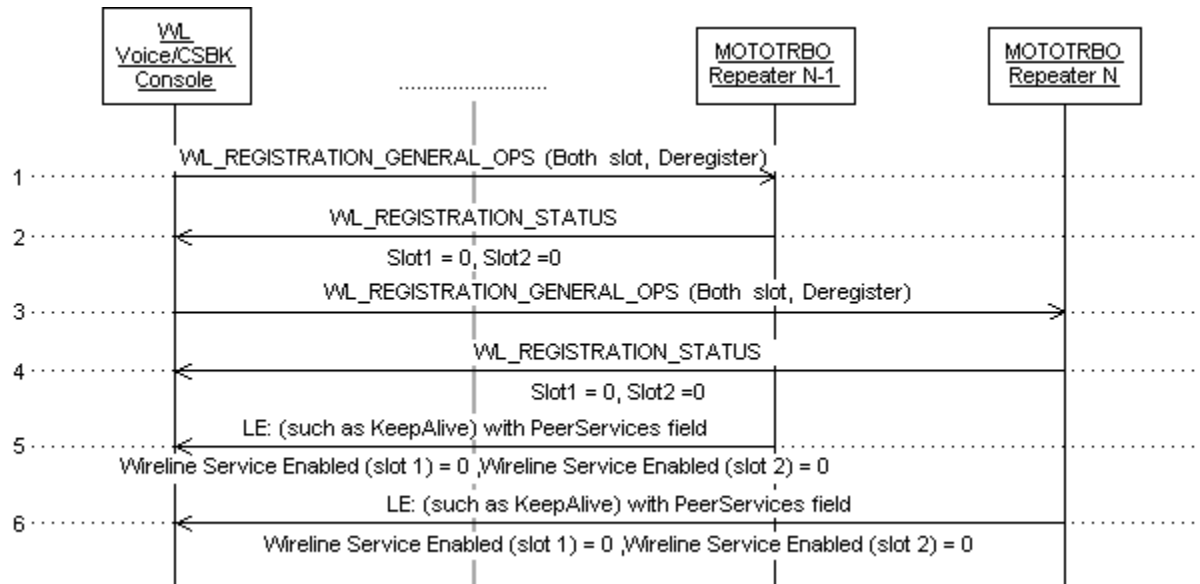 WL
Voice/CSBK
Console
....................
MOTOTRBO
Repeater N-1
MOTOTRBO
Repeater N
WL_REGISTRATION_GENERAL_OPS (Both slot, Deregister)
1
WL_REGISTRATION_STATUS
2
Slot1 = 0, Slot2 =0
WL_REGISTRATION_GENERAL_OPS (Both slot, Deregister)
3
WL_REGISTRATION_STATUS
4
Slot1 = 0, Slot2 =0
LE: (such as KeepAlive) with PeerServices field
5
Wireline Service Enabled (slot 1) = 0 ,Wireline Service Enabled (slot 2) = 0
LE: (such as KeepAlive) with PeerServices field
6
Wireline Service Enabled (slot 1) = 0 ,Wireline Service Enabled (slot 2) = 0